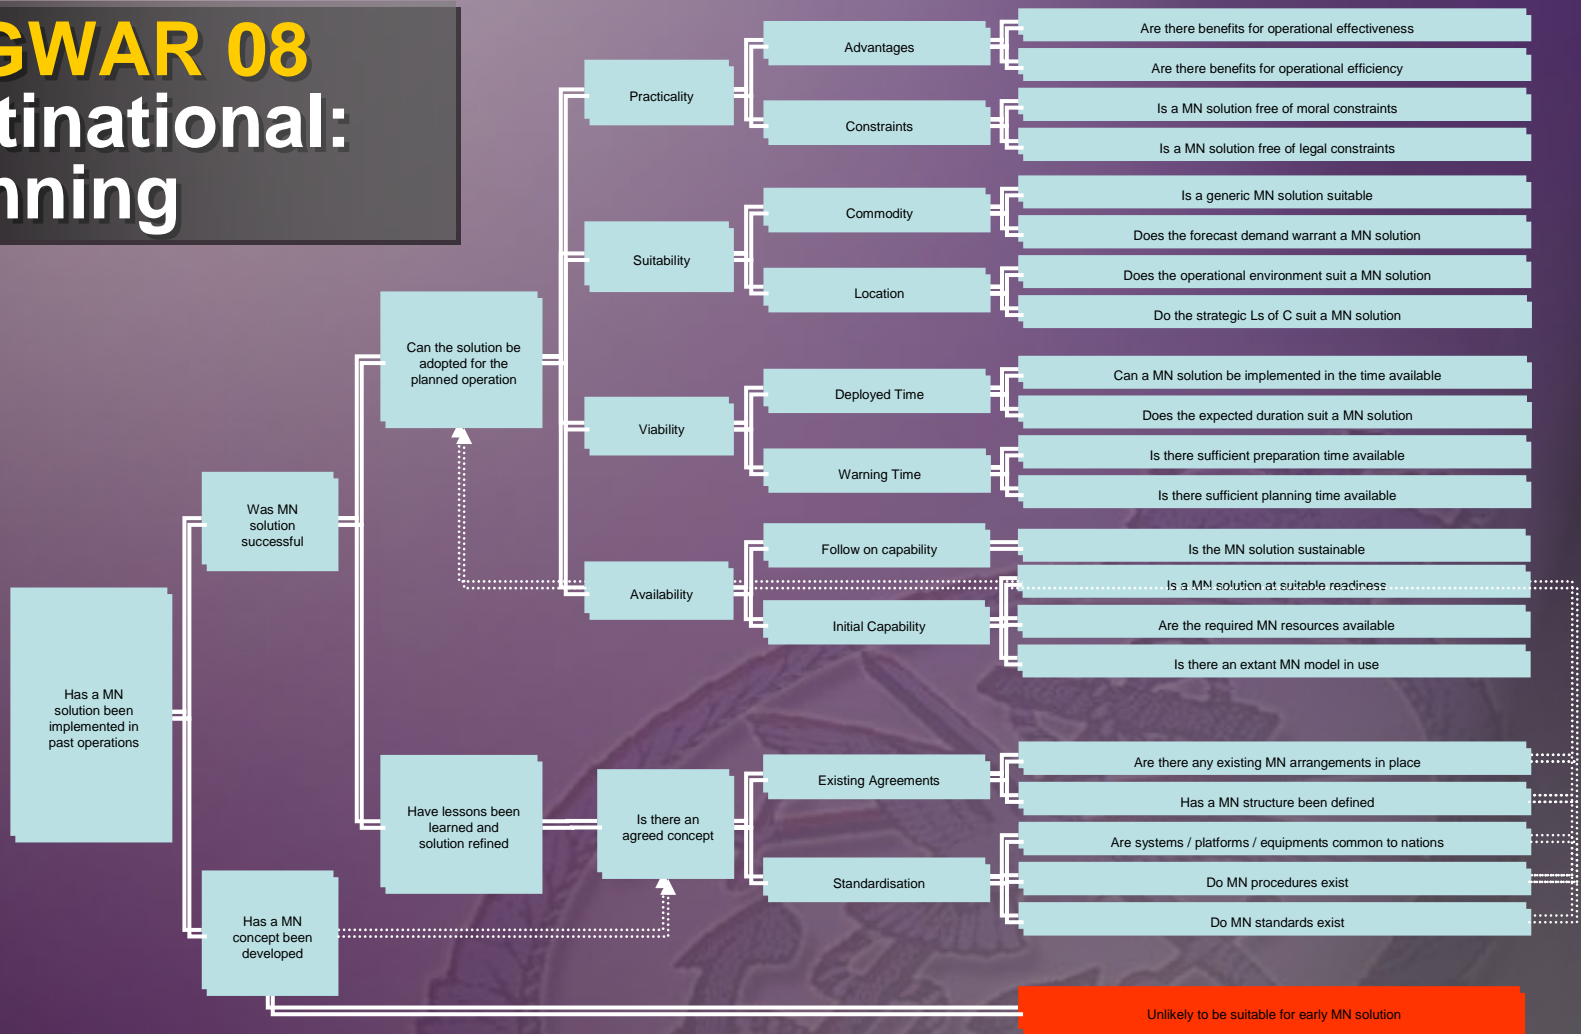 GWAR 08
tinational:
nning
Has a MN
solution been
implemented in
past operations
Was MN
solution
successful
Has a MN
concept been
developed
Can the solution be
adopted for the
planned operation
Have lessons been
learned and
solution refined
Is there an
agreed concept
Practicality
Suitability
Viability
Availability
Advantages
Constraints
Commodity
Location
Deployed Time
Warning Time
Follow on capability
Initial Capability
Existing Agreements
Standardisation
Are there benefits for operational effectiveness
Are there benefits for operational efficiency
Is a MN solution free of moral constraints
Is a MN solution free of legal constraints
Is a generic MN solution suitable
Does the forecast demand warrant a MN solution
Does the operational environment suit a MN solution
Do the strategic Ls of C suit a MN solution
Can a MN solution be implemented in the time available
Does the expected duration suit a MN solution
Is there sufficient preparation time available
Is there sufficient planning time available
Is the MN solution sustainable
Is a MN solution at suitable readiness
Are the required MN resources available
Is there an extant MN model in use
Are there any existing MN arrangements in place
Has a MN structure been defined
Are systems / platforms / equipments common to nations
Do MN procedures exist
Do MN standards exist
Unlikely to be suitable for early MN solution